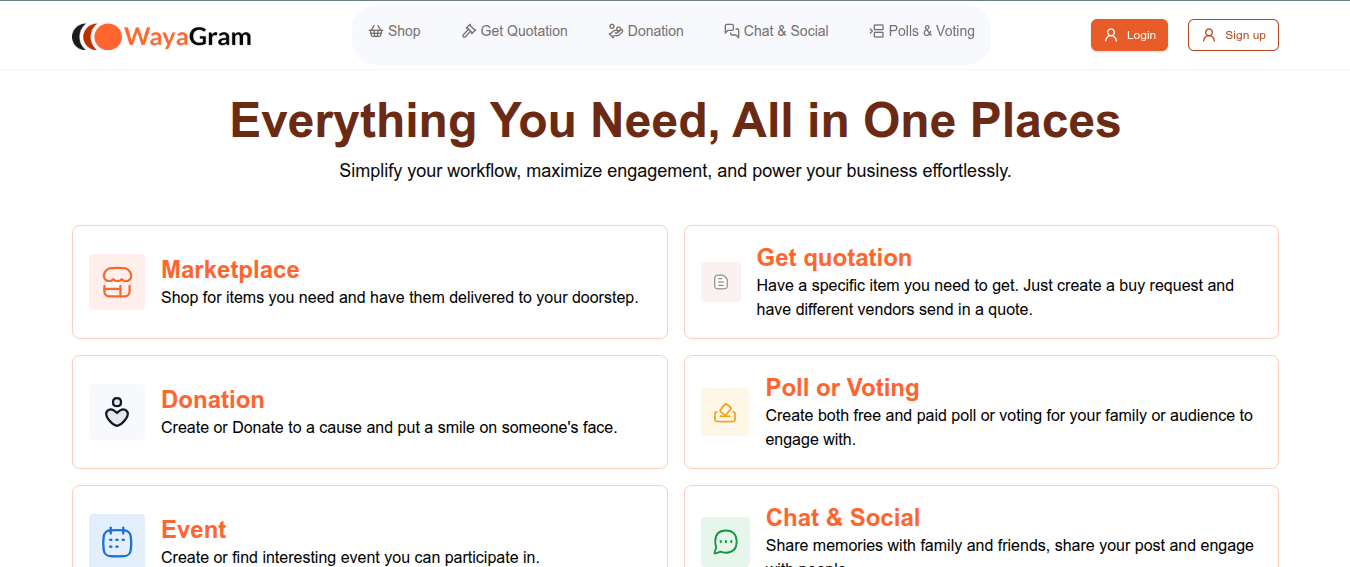 WayaGram
Shop
Get Quotation
Donation
Chat & Social
Polls & Voting
Login
Sign up
Everything You Need, All in One Places
Simplify your workflow, maximize engagement, and power your business effortlessly.
Marketplace
Shop for items you need and have them delivered to your doorstep.
Get quotation
Have a specific item you need to get. Just create a buy request and
have different vendors send in a quote.
Donation
Create or Donate to a cause and put a smile on someone's face.
Poll or Voting
Create both free and paid poll or voting for your family or audience to
engage with.
Event
Create or find interesting event you can participate in.
Chat & Social
Share memories with family and friends, share your post and engage
with people.